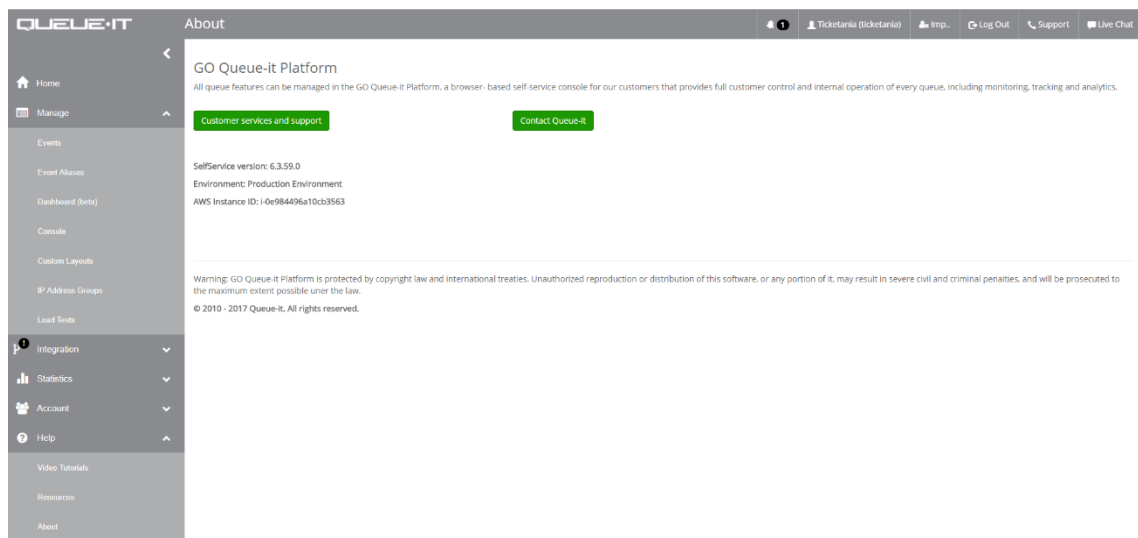 QUEUE-IT
About
1
Ticketania (ticketania)
Imp..
Log Out
Support
Live Chat
Home
Manage
Events
Event Aliases
Dashboard (beta)
Console
Custom Layouts
IP Address Groups
Load Tests
Integration
Statistics
Account
Help
Video Tutorials
Resources
About
GO Queue-it Platform
All queue features can be managed in the GO Queue-it Platform, a browser- based self-service console for our customers that provides full customer control and internal operation of every queue, including monitoring, tracking and analytics.
Customer services and support
Contact Queue-it
SelfService version: 6.3.59.0
Environment: Production Environment
AWS Instance ID: i-0e984496a10cb3563
Warning: GO Queue-it Platform is protected by copyright law and international treaties. Unauthorized reproduction or distribution of this software, or any portion of it, may result in severe civil and criminal penalties, and will be prosecuted to
the maximum extent possible uner the law.
© 2010 - 2017 Queue-it. All rights reserved.